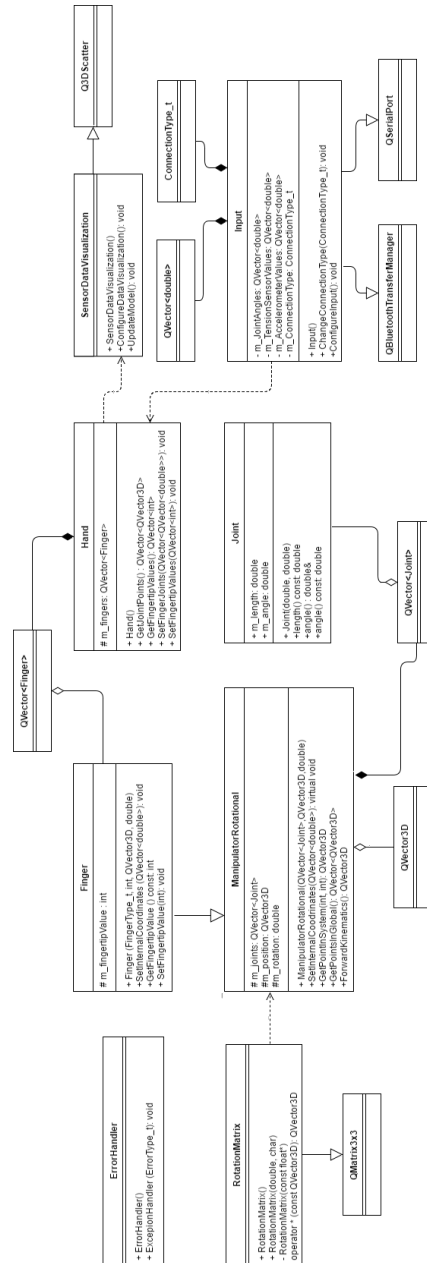 ErrorHandler
+ ErrorHandler()
+ ExcepionHandler (ErrorType_t): void
Finger
# m_fingertipValue : int
+ Finger (FingerType_t, int, QVector3D, double)
+SetInternalCoordinates (QVector<double>): void
+GetFingertipValue () const: int
+ SetFingertipValue(int): void
QVector<Finger>
Hand
# m_fingers: QVector<Finger>
+ Hand()
+ GetJointPoints() : QVector<QVector3D>
+ GetFingertipValues(): QVector<int>
+ SetFingerJoints(QVector<QVector<double>>): void
+ SetFingertipValues(QVector<int>): void
SensorDataVisualization
+ SensorDataVisualization()
+ConfigureDataVisualization(): void
+UpdateModel(): void
Q3DScatter
RotationMatrix
+ RotationMatrix()
+ RotationMatrix(double, char)
- RotationMatrix(const float*)
operator * (const QVector3D): QVector3D
QMatrix3x3
ManipulatorRotational
# m_joints: QVector<Joint>
#m_position: QVector3D
#m_rotation: double
+ ManipulatorRotational(QVector<Joint>,QVector3D,double)
+SetInternalCoodrinates(QVector<double>): virtual void
+GetPointInSystem(int, int): QVector3D
+GetPointsInGlobal(): QVector<QVector3D>
+ForwardKinematics(): QVector3D
QVector3D
Joint
+ m_length: double
+ m_angle: double
+ Joint(double, double)
+length() const: double
+angle() : double&
+angle() const: double
QVector<Joint>
QVector<double>
ConnectionType_t
Input
- m_JointAngles: QVector<double>
- m_TensionSensorValues: QVector<double>
- m_AccelerometerValues: QVector<double>
- m_ConnectionType: ConnectionType_t
+ Input()
+ ChangeConnectionType(ConnectionType_t): void
+ConfigureInput(): void
QBluetoothTransferManager
QSerialPort